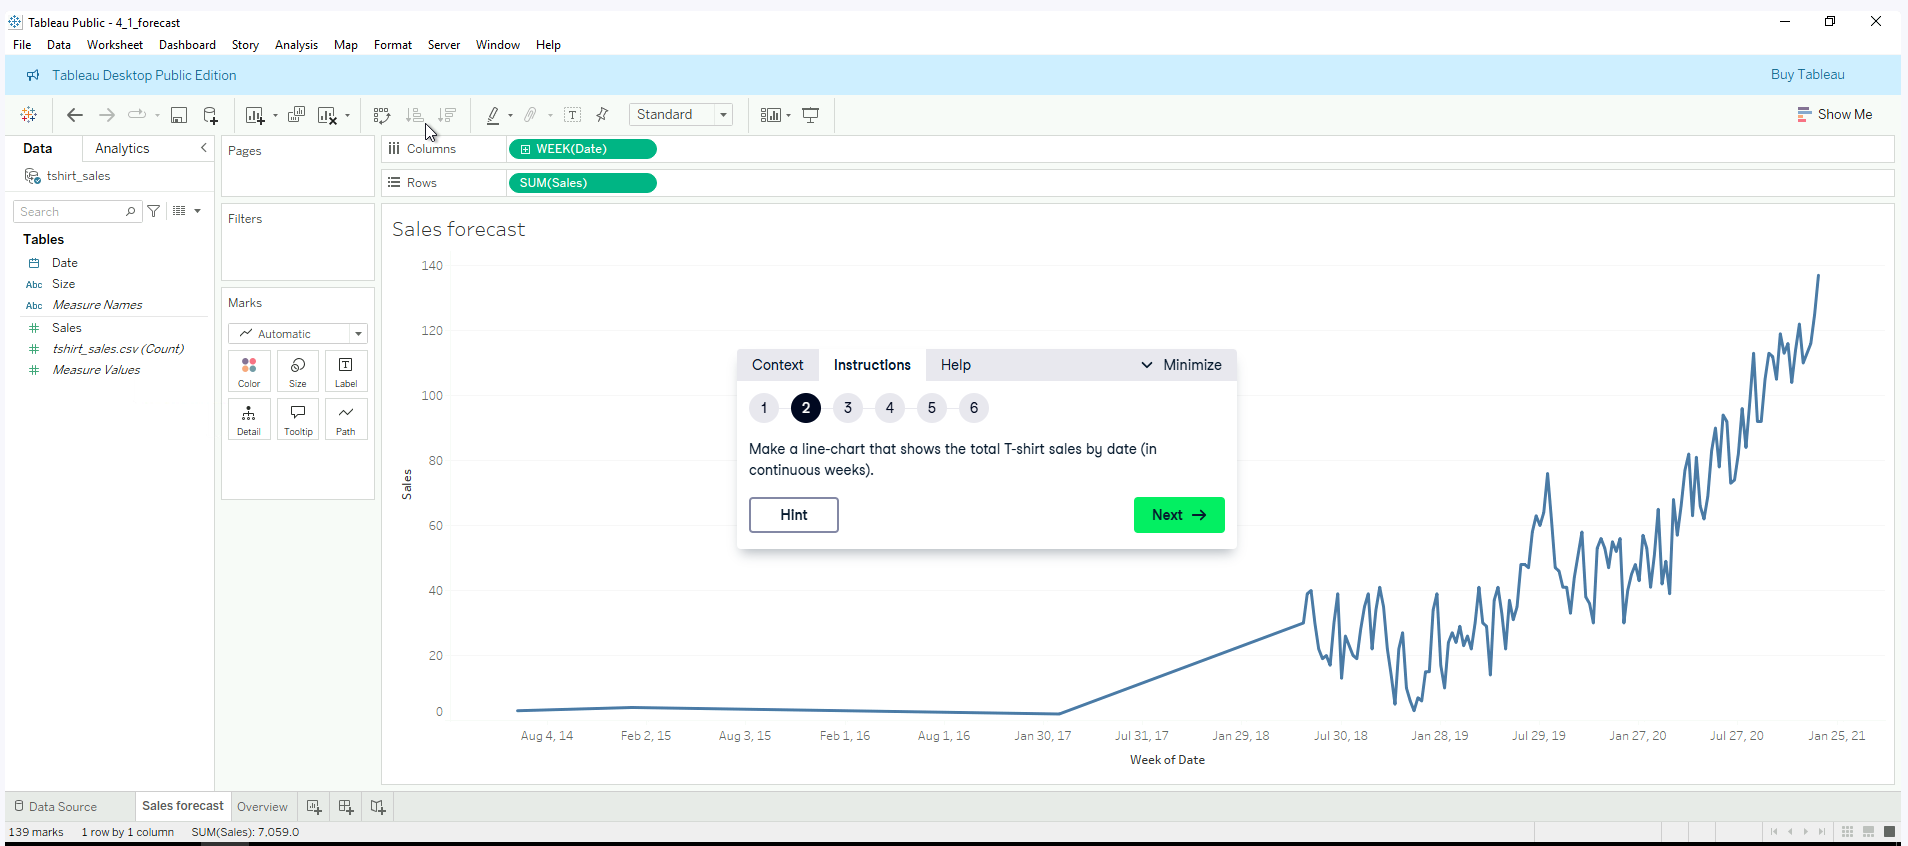 Tableau Public - 4_1_forecast
File Data Worksheet Dashboard Story Analysis Map Format Server Window Help
Tableau Desktop Public Edition
Buy Tableau
Standard
Show Me
Data
Analytics
tshirt_sales
Search
Tables
Date
Abc Size
Abc Measure Names
Sales
tshirt_sales.csv (Count)
Measure Values
Pages
Filters
Marks
Automatic
Color Size Label
Detail Tooltip Path
Columns WEEK(Date)
Rows SUM(Sales)
Sales forecast
140
120
100
80
60
40
20
0
Sales
Aug 4, 14 Feb 2, 15 Aug 3, 15 Feb 1, 16 Aug 1, 16 Jan 30, 17 Jul 31, 17 Jan 29, 18 Jul 30, 18 Jan 28, 19 Jul 29, 19 Jan 27, 20 Jul 27, 20 Jan 25, 21
Week of Date
Context Instructions Help Minimize
1 2 3 4 5 6
Make a line-chart that shows the total T-shirt sales by date (in
continuous weeks).
Hint
Next
Data Source Sales forecast Overview
139 marks 1 row by 1 column SUM(Sales): 7,059.0